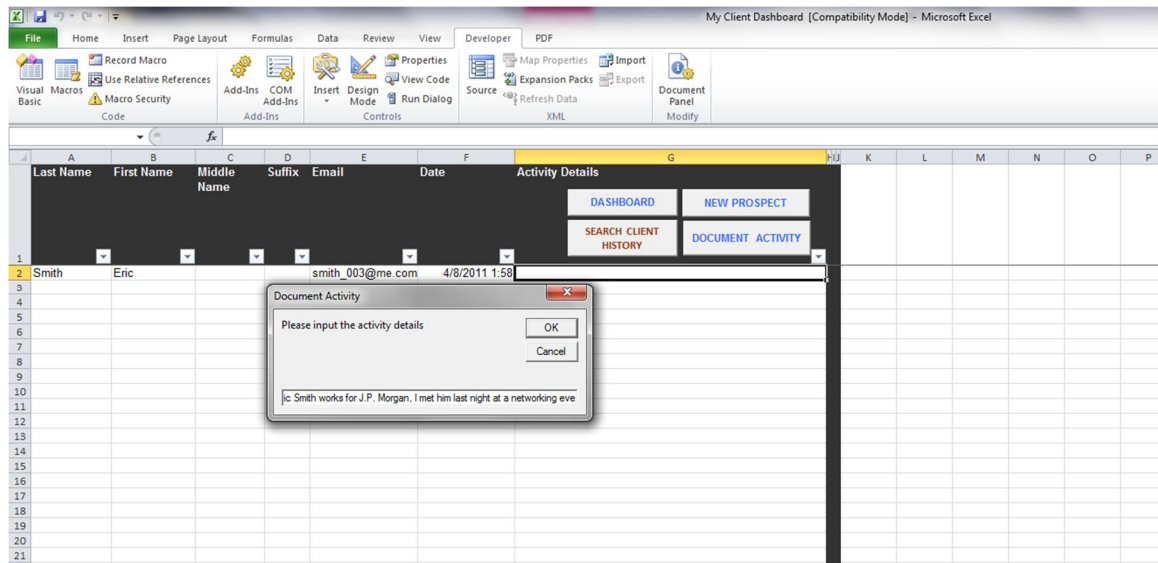 My Client Dashboard [Compatibility Mode] - Microsoft Excel
File Home Insert Page Layout Formulas Data Review View Developer PDF
Visual Basic
Macros
Record Macro
Use Relative References
Macro Security
Code
Add-Ins
COM Add-Ins
Add-Ins
Insert
Design Mode
Properties
View Code
Run Dialog
Controls
Source
Map Properties
Expansion Packs
Refresh Data
Import
Export
XML
Document Panel
Modify
fx
A B C D E F G H I J K L M N O P
Last Name First Name Middle Name Suffix Email Date Activity Details
DASHBOARD NEW PROSPECT
SEARCH CLIENT HISTORY
DOCUMENT ACTIVITY
1
2 Smith Eric smith_003@me.com 4/8/2011 1:58
3
4
5
6
7
8
9
10
11
12
13
14
15
16
17
18
19
20
21
Document Activity
Please input the activity details
OK
Cancel
ic Smith works for J.P. Morgan, I met him last night at a networking eve